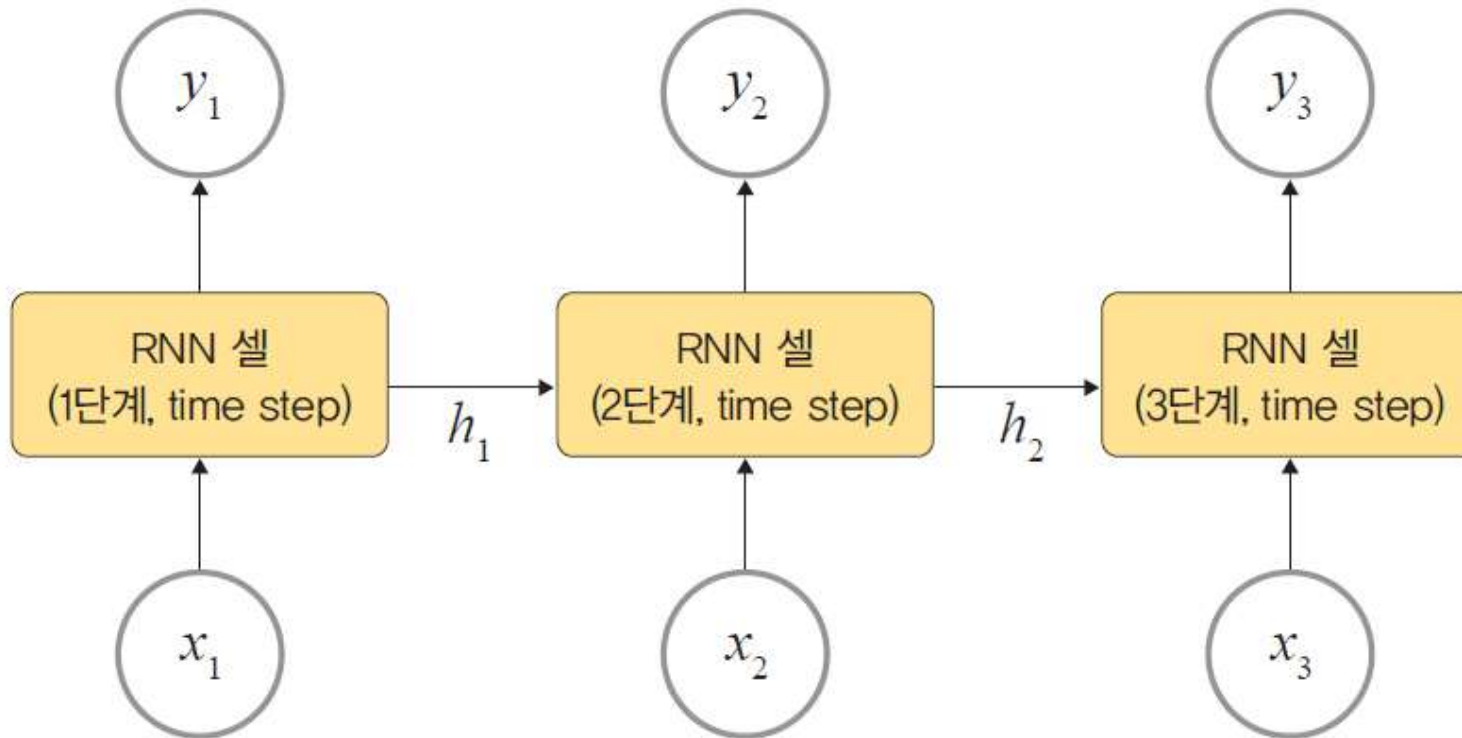 y₁ y₂ y₃
RNN 셀 RNN 셀 RNN 셀
(1단계, time step) (2단계, time step) (3단계, time step)
h₁ h₂
x₁ x₂ x₃